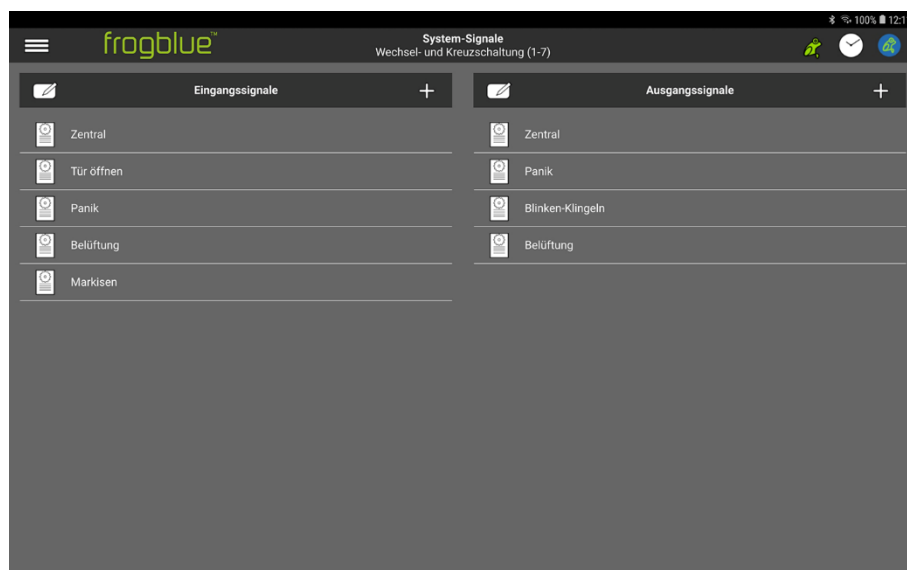 100% 12:1
frogblue™
System-Signale
Wechsel- und Kreuzschaltung (1-7)
Eingangssignale
Ausgangssignale
Zentral
Tür öffnen
Panik
Belüftung
Markisen
Zentral
Panik
Blinken-Klingeln
Belüftung